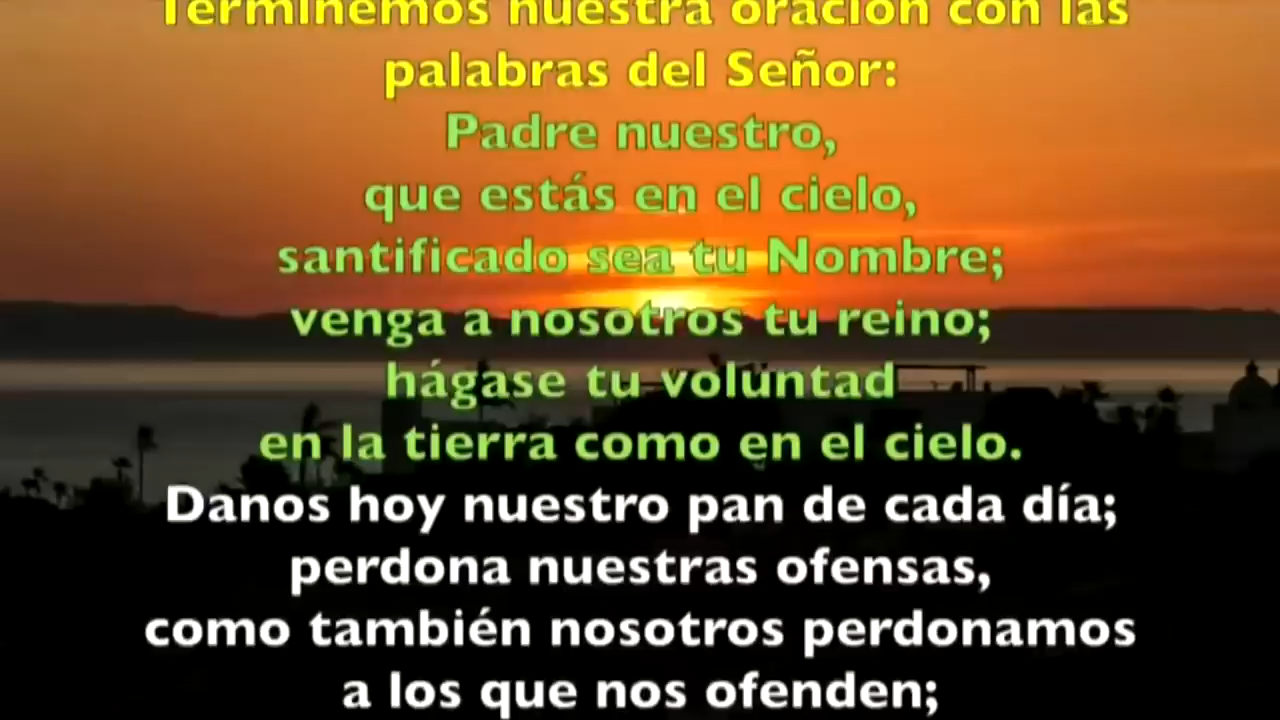 Terminemos nuestra oración con las
palabras del Señor:
Padre nuestro,
que estás en el cielo,
santificado sea tu Nombre;
venga a nosotros tu reino;
hágase tu voluntad
en la tierra como en el cielo.
Danos hoy nuestro pan de cada día;
perdona nuestras ofensas,
como también nosotros perdonamos
a los que nos ofenden;